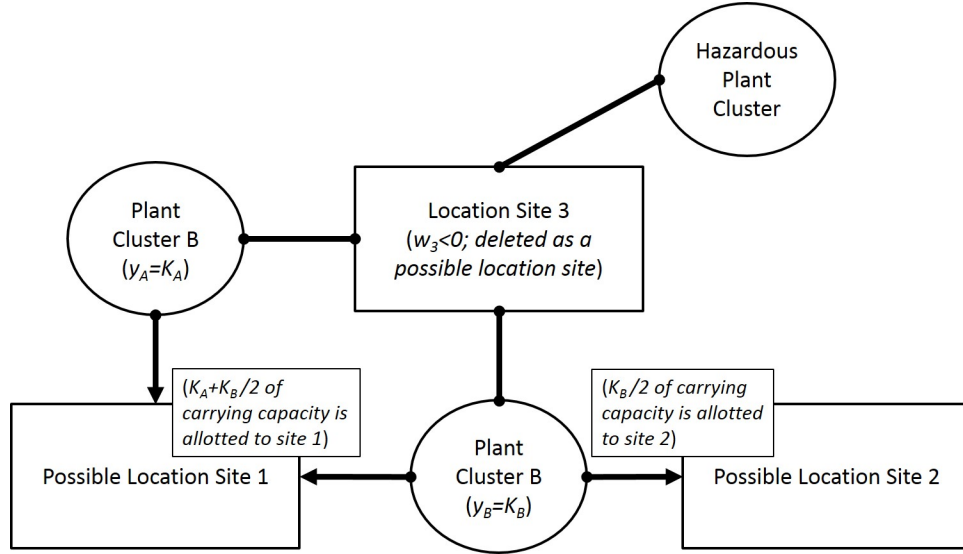 Hazardous
Plant
Cluster
Plant
Cluster B
(y_A=K_A)
Location Site 3
(w_3<0; deleted as a
possible location site)
(K_A+K_B/2 of
carrying capacity is
allotted to site 1)
(K_B/2 of carrying
capacity is allotted
to site 2)
Possible Location Site 1
Plant
Cluster B
(y_B=K_B)
Possible Location Site 2